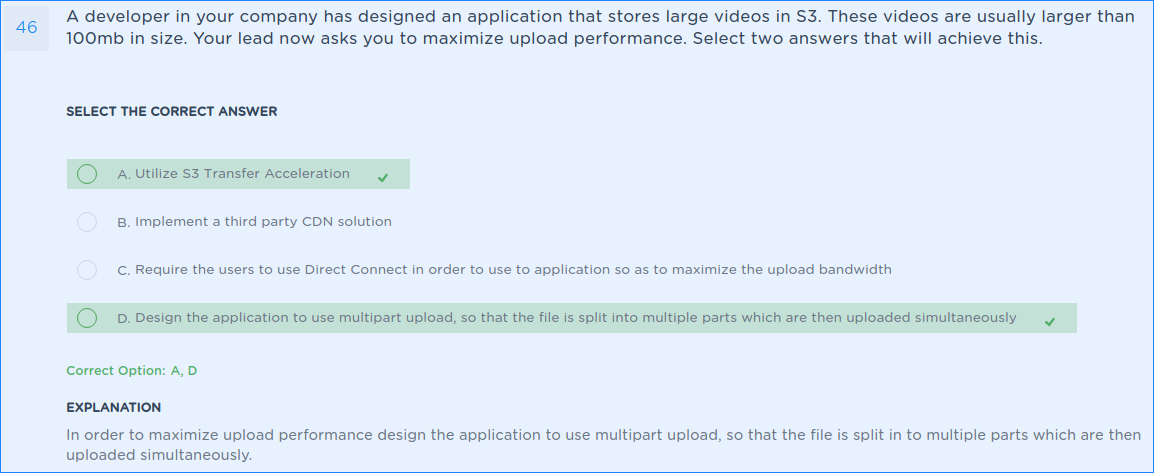 46
A developer in your company has designed an application that stores large videos in S3. These videos are usually larger than
100mb in size. Your lead now asks you to maximize upload performance. Select two answers that will achieve this.
SELECT THE CORRECT ANSWER
A. Utilize S3 Transfer Acceleration
B. Implement a third party CDN solution
C. Require the users to use Direct Connect in order to use to application so as to maximize the upload bandwidth
D. Design the application to use multipart upload, so that the file is split into multiple parts which are then uploaded simultaneously
Correct Option: A, D
EXPLANATION
In order to maximize upload performance design the application to use multipart upload, so that the file is split in to multiple parts which are then
uploaded simultaneously.